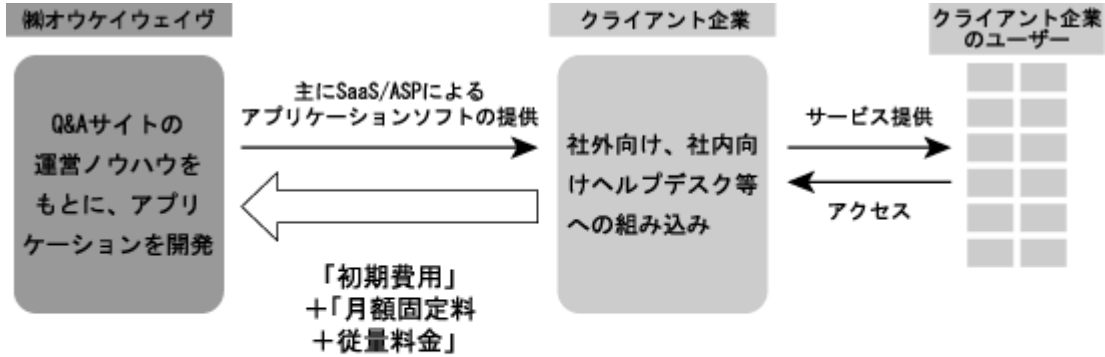 ㈱オウケイウェイヴ
Q&Aサイトの
運営ノウハウを
もとに、アプリ
ケーションを開発
主にSaaS/ASPによる
アプリケーションソフトの提供
「初期費用」
＋「月額固定料
＋従量料金」
クライアント企業
社外向け、社内向
けヘルプデスク等
への組み込み
サービス提供
アクセス
クライアント企業
のユーザー